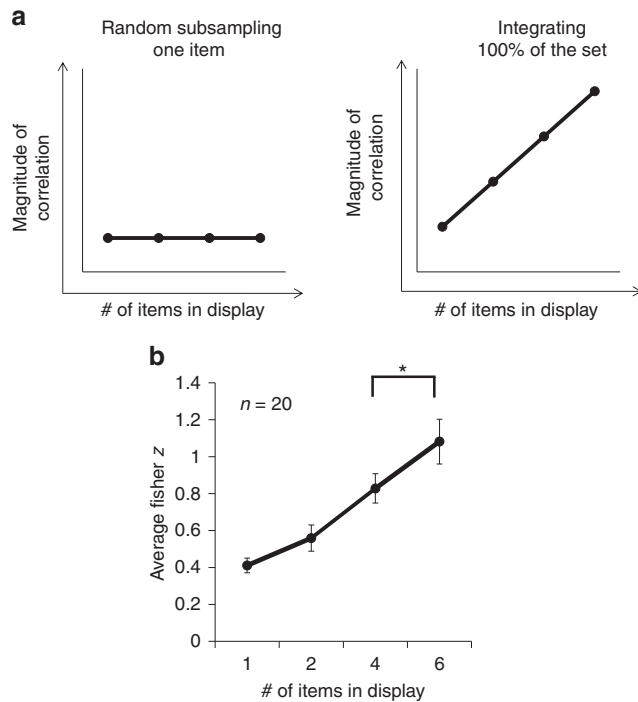 a
Random subsampling
one item
Magnitude of
correlation
# of items in display
Integrating
100% of the set
Magnitude of
correlation
# of items in display
b
*
n = 20
1.4
1.2
1
0.8
0.6
0.4
0.2
0
Average fisher z
1 2 4 6
# of items in display